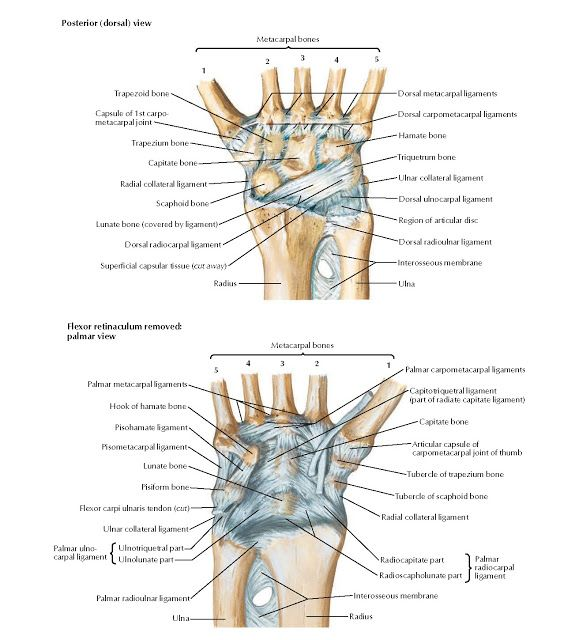 Posterior (dorsal) view
Metacarpal bones
1
2
3
4
5
Trapezoid bone
Capsule of 1st carpo-
metacarpal joint
Trapezium bone
Capitate bone
Radial collateral ligament
Scaphoid bone
Lunate bone (covered by ligament)
Dorsal radiocarpal ligament
Superficial capsular tissue (cut away)
Radius
Dorsal metacarpal ligaments
Dorsal carpometacarpal ligaments
Hamate bone
Triquetrum bone
Ulnar collateral ligament
Dorsal ulnocarpal ligament
Region of articular disc
Dorsal radioulnar ligament
Interosseous membrane
Ulna
Flexor retinaculum removed:
palmar view
Metacarpal bones
5
4
3
2
1
Palmar metacarpal ligaments
Hook of hamate bone
Pisohamate ligament
Pisometacarpal ligament
Lunate bone
Pisiform bone
Flexor carpi ulnaris tendon (cut)
Ulnar collateral ligament
Palmar ulno-
carpal ligament
Ulnotriquetral part
Ulnolunate part
Palmar radioulnar ligament
Ulna
Palmar carpometacarpal ligaments
Capitotriquetral ligament
(part of radiate capitate ligament)
Capitate bone
Articular capsule of
carpometacarpal joint of thumb
Tubercle of trapezium bone
Tubercle of scaphoid bone
Radial collateral ligament
Radiocapitate part
Radioscapholunate part
Palmar
radiocarpal
ligament
Interosseous membrane
Radius